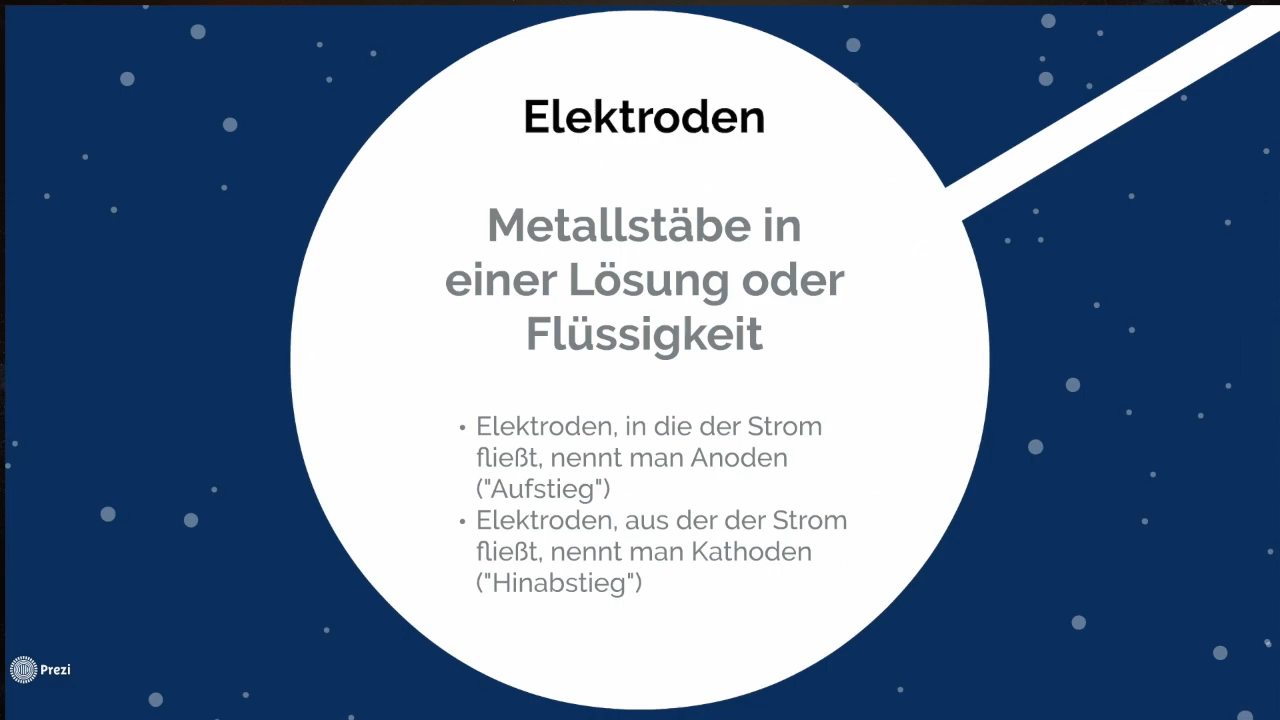 Elektroden
Metallstäbe in
einer Lösung oder
Flüssigkeit
• Elektroden, in die der Strom
fließt, nennt man Anoden
("Aufstieg")
• Elektroden, aus der der Strom
fließt, nennt man Kathoden
("Hinabstieg")
Prezi